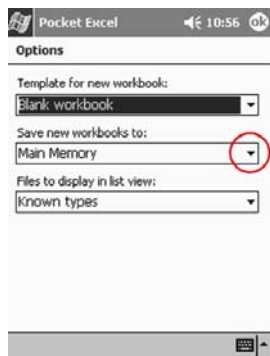 Pocket Excel 10:56 ok
Options
Template for new workbook:
Blank workbook
Save new workbooks to:
Main Memory
Files to display in list view:
Known types